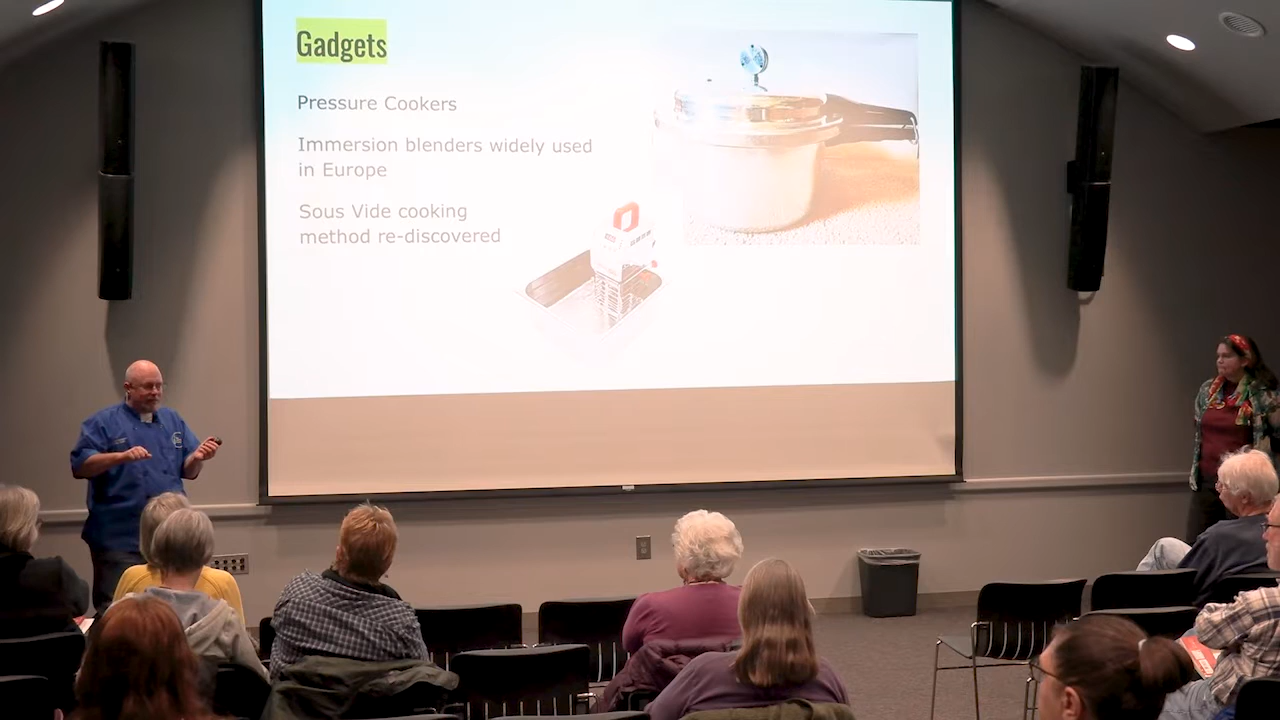 Gadgets
Pressure Cookers
Immersion blenders widely used
in Europe
Sous Vide cooking
method re-discovered